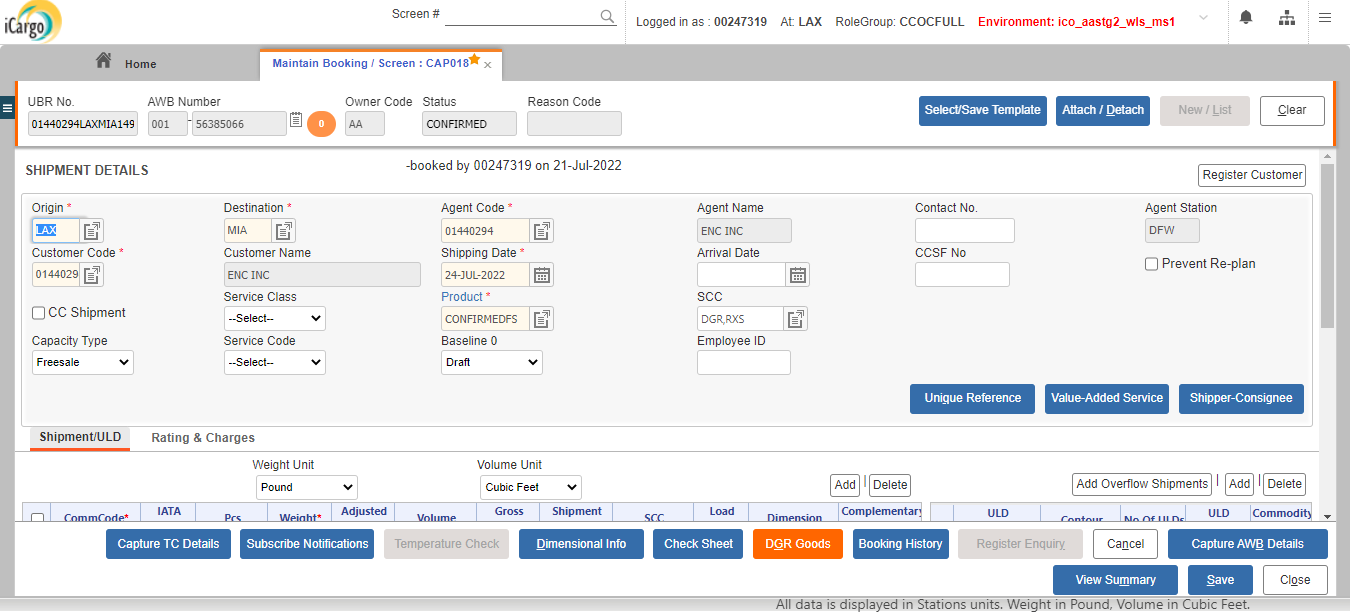 iCargo
Screen #
Logged in as : 00247319 At: LAX RoleGroup: CCOCFULL Environment: ico_aastg2_wls_ms1
Home
Maintain Booking / Screen : CAP018 ×
UBR No. AWB Number Owner Code Status Reason Code
01440294LAXMIA149 001 - 56385066 0 AA CONFIRMED
Select/Save Template Attach / Detach New / List Clear
SHIPMENT DETAILS
-booked by 00247319 on 21-Jul-2022
Register Customer
Origin * Destination * Agent Code * Agent Name Contact No. Agent Station
LAX MIA 01440294 ENC INC DFW
Customer Code * Customer Name Shipping Date * Arrival Date CCSF No
0144029 ENC INC 24-JUL-2022 Prevent Re-plan
Service Class Product * SCC
CC Shipment --Select-- CONFIRMEDFS DGR,RXS
Capacity Type Service Code Baseline 0 Employee ID
Freesale --Select-- Draft
Unique Reference Value-Added Service Shipper-Consignee
Shipment/ULD Rating & Charges
Weight Unit Volume Unit
Pound Cubic Feet Add | Delete Add Overflow Shipments | Add | Delete
IATA Adjusted Gross Shipment Load Complementary ULD ULD Commodity
CommCode* Pcs Weight* Volume SCC Dimension Contour No Of ULDs
Capture TC Details Subscribe Notifications Temperature Check Dimensional Info Check Sheet DGR Goods Booking History Register Enquiry Cancel Capture AWB Details
View Summary Save Close
All data is displayed in Stations units. Weight in Pound, Volume in Cubic Feet.